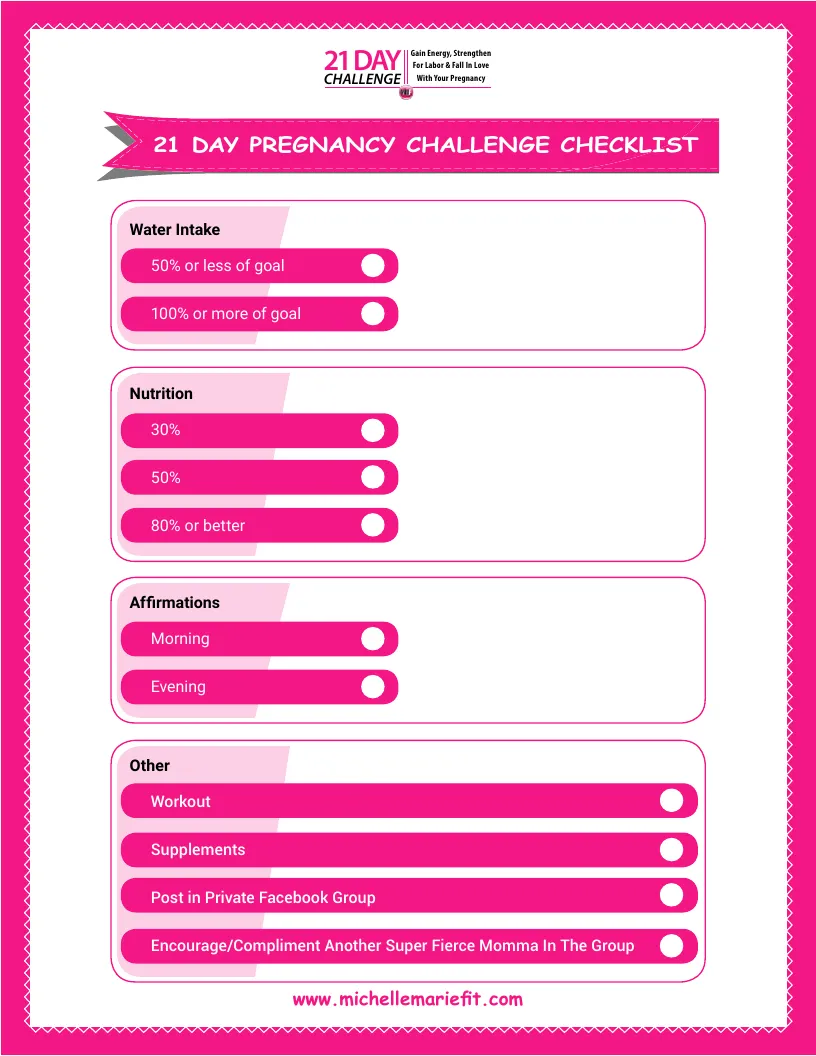 21 DAY
CHALLENGE
Gain Energy, Strengthen
For Labor & Fall In Love
With Your Pregnancy
21 DAY PREGNANCY CHALLENGE CHECKLIST
Water Intake
50% or less of goal
100% or more of goal
Nutrition
30%
50%
80% or better
Affirmations
Morning
Evening
Other
Workout
Supplements
Post in Private Facebook Group
Encourage/Compliment Another Super Fierce Momma In The Group
www.michellemariefit.com